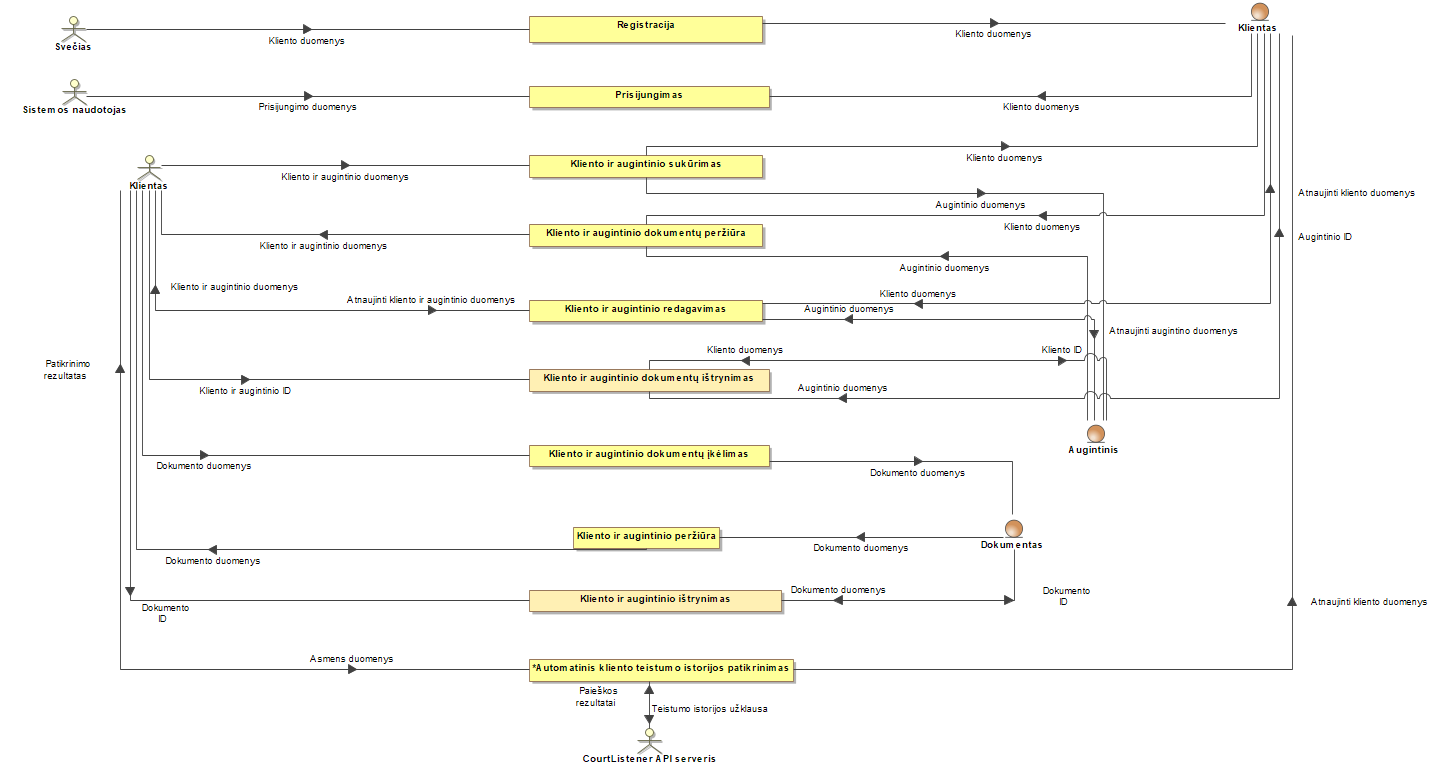 Registracija
Klientas
Svečias
Kliento duomenys
Kliento duomenys
Prisijungimas
Sistemos naudotojas
Prisijungimo duomenys
Kliento duomenys
Kliento ir augintinio sukūrimas
Kliento duomenys
Klientas
Kliento ir augintinio duomenys
Atnaujinti kliento duomenys
Augintinio duomenys
Kliento duomenys
Kliento ir augintinio dokumentų peržiūra
Augintinio ID
Kliento ir augintinio duomenys
Augintinio duomenys
Kliento ir augintinio duomenys
Kliento duomenys
Atnaujinti kliento ir augintinio duomenys
Kliento ir augintinio redagavimas
Augintinio duomenys
Atnaujinti augintino duomenys
Kliento duomenys
Kliento ID
Patikrinimo
rezultatas
Kliento ir augintinio dokumentų ištrynimas
Kliento ir augintinio ID
Augintinio duomenys
Augintinis
Kliento ir augintinio dokumentų įkėlimas
Dokumento duomenys
Dokumento duomenys
Kliento ir augintinio peržiūra
Dokumentas
Dokumento duomenys
Dokumento duomenys
Dokumento duomenys
Dokumento
ID
Kliento ir augintinio ištrynimas
Dokumento
ID
Atnaujinti kliento duomenys
Asmens duomenys
*Automatinis kliento teistumo istorijos patikrinimas
Paieškos
rezultatai
Teistumo istorijos užklausa
CourtListener API serveris